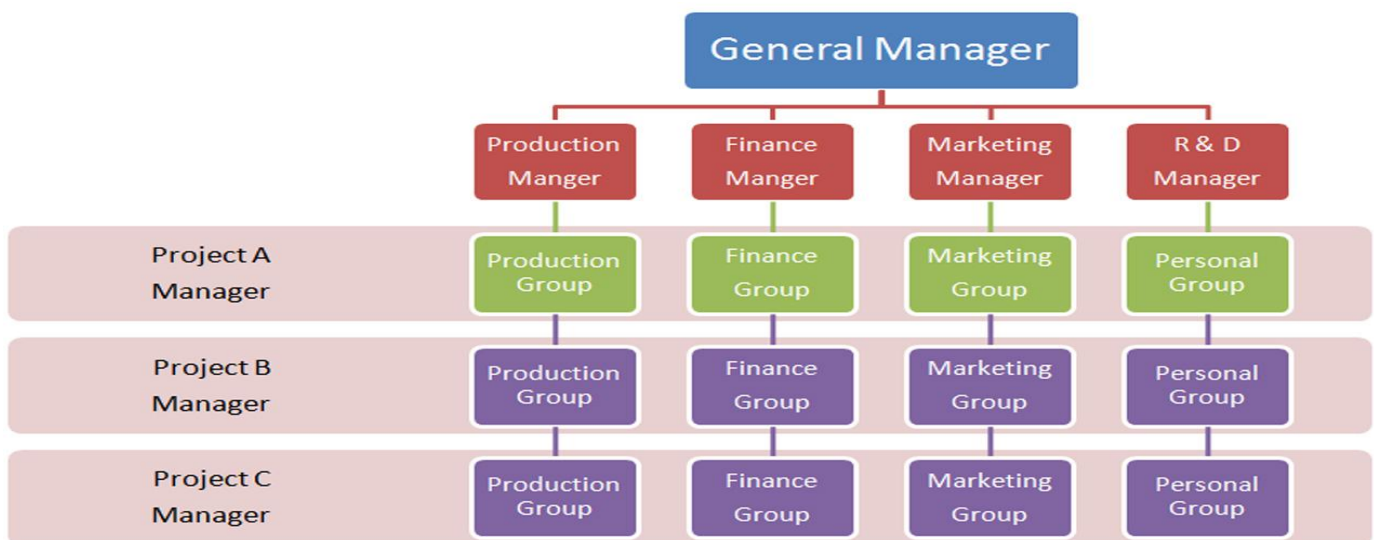 General Manager
Production
Manger
Finance
Manger
Marketing
Manager
R & D
Manager
Project A
Manager
Production
Group
Finance
Group
Marketing
Group
Personal
Group
Project B
Manager
Production
Group
Finance
Group
Marketing
Group
Personal
Group
Project C
Manager
Production
Group
Finance
Group
Marketing
Group
Personal
Group